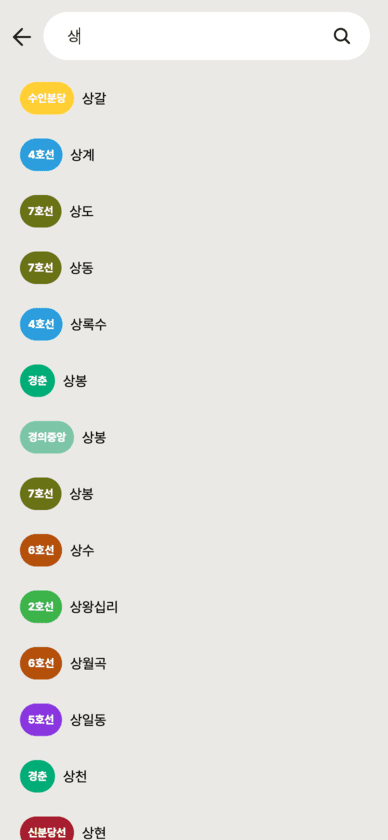 상
수인분당 상갈
4호선 상계
7호선 상도
7호선 상동
4호선 상록수
경춘 상봉
경의중앙 상봉
7호선 상봉
6호선 상수
2호선 상왕십리
6호선 상월곡
5호선 상일동
경춘 상천
신분당선 상현